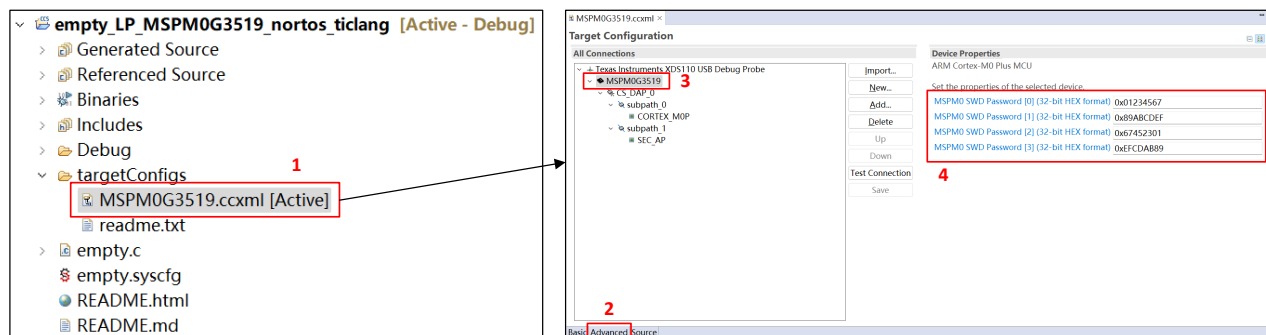 empty_LP_MSPM0G3519_nortos_ticlang [Active - Debug]
Generated Source
Referenced Source
Binaries
Includes
Debug
targetConfigs
1
MSPM0G3519.ccxml [Active]
readme.txt
empty.c
empty.syscfg
README.html
README.md
MSPM0G3519.ccxml
Target Configuration
All Connections
Texas Instruments XDS110 USB Debug Probe
MSPM0G3519
3
CS_DAP_0
subpath_0
CORTEX_M0P
subpath_1
SEC_AP
Import...
New...
Add...
Delete
Up
Down
Test Connection
Save
Device Properties
ARM Cortex-M0 Plus MCU
Set the properties of the selected device.
MSPM0 SWD Password [0] (32-bit HEX format) 0x01234567
MSPM0 SWD Password [1] (32-bit HEX format) 0x89ABCDEF
MSPM0 SWD Password [2] (32-bit HEX format) 0x67452301
MSPM0 SWD Password [3] (32-bit HEX format) 0xEFCDAB89
4
2
Basic Advanced Source